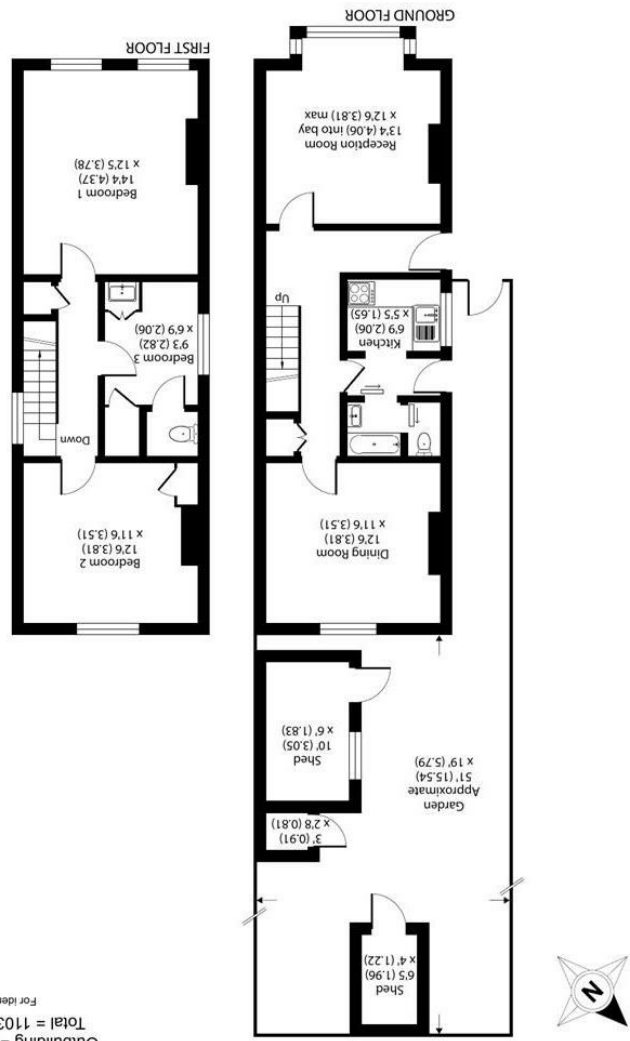 Outbuilding =
Total = 1103
For
N
Shed
6'5 (1.96)
x 4' (1.22)
3' (0.91)
x 2'8 (0.81)
Garden
Approximate
51' (15.54)
x 19' (5.79)
Shed
10' (3.05)
x 6' (1.83)
Dining Room
12'6 (3.81)
x 11'6 (3.51)
Kitchen
6'9 (2.06)
x 5'5 (1.65)
Up
Reception Room
13'4 (4.06) into bay
x 12'6 (3.81) max
GROUND FLOOR
Bedroom 2
12'6 (3.81)
x 11'6 (3.51)
Down
Bedroom 3
9'3 (2.82)
x 6'9 (2.06)
Bedroom 1
14'4 (4.37)
x 12'5 (3.78)
FIRST FLOOR